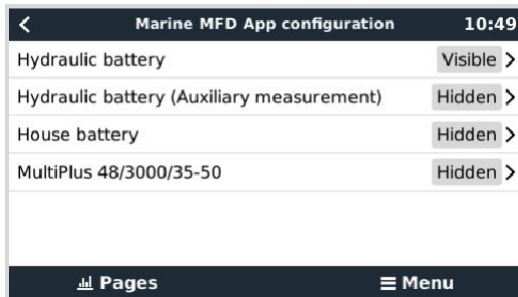 Marine MFD App configuration 10:49
Hydraulic battery Visible
Hydraulic battery (Auxiliary measurement) Hidden
House battery Hidden
MultiPlus 48/3000/35-50 Hidden
Pages Menu